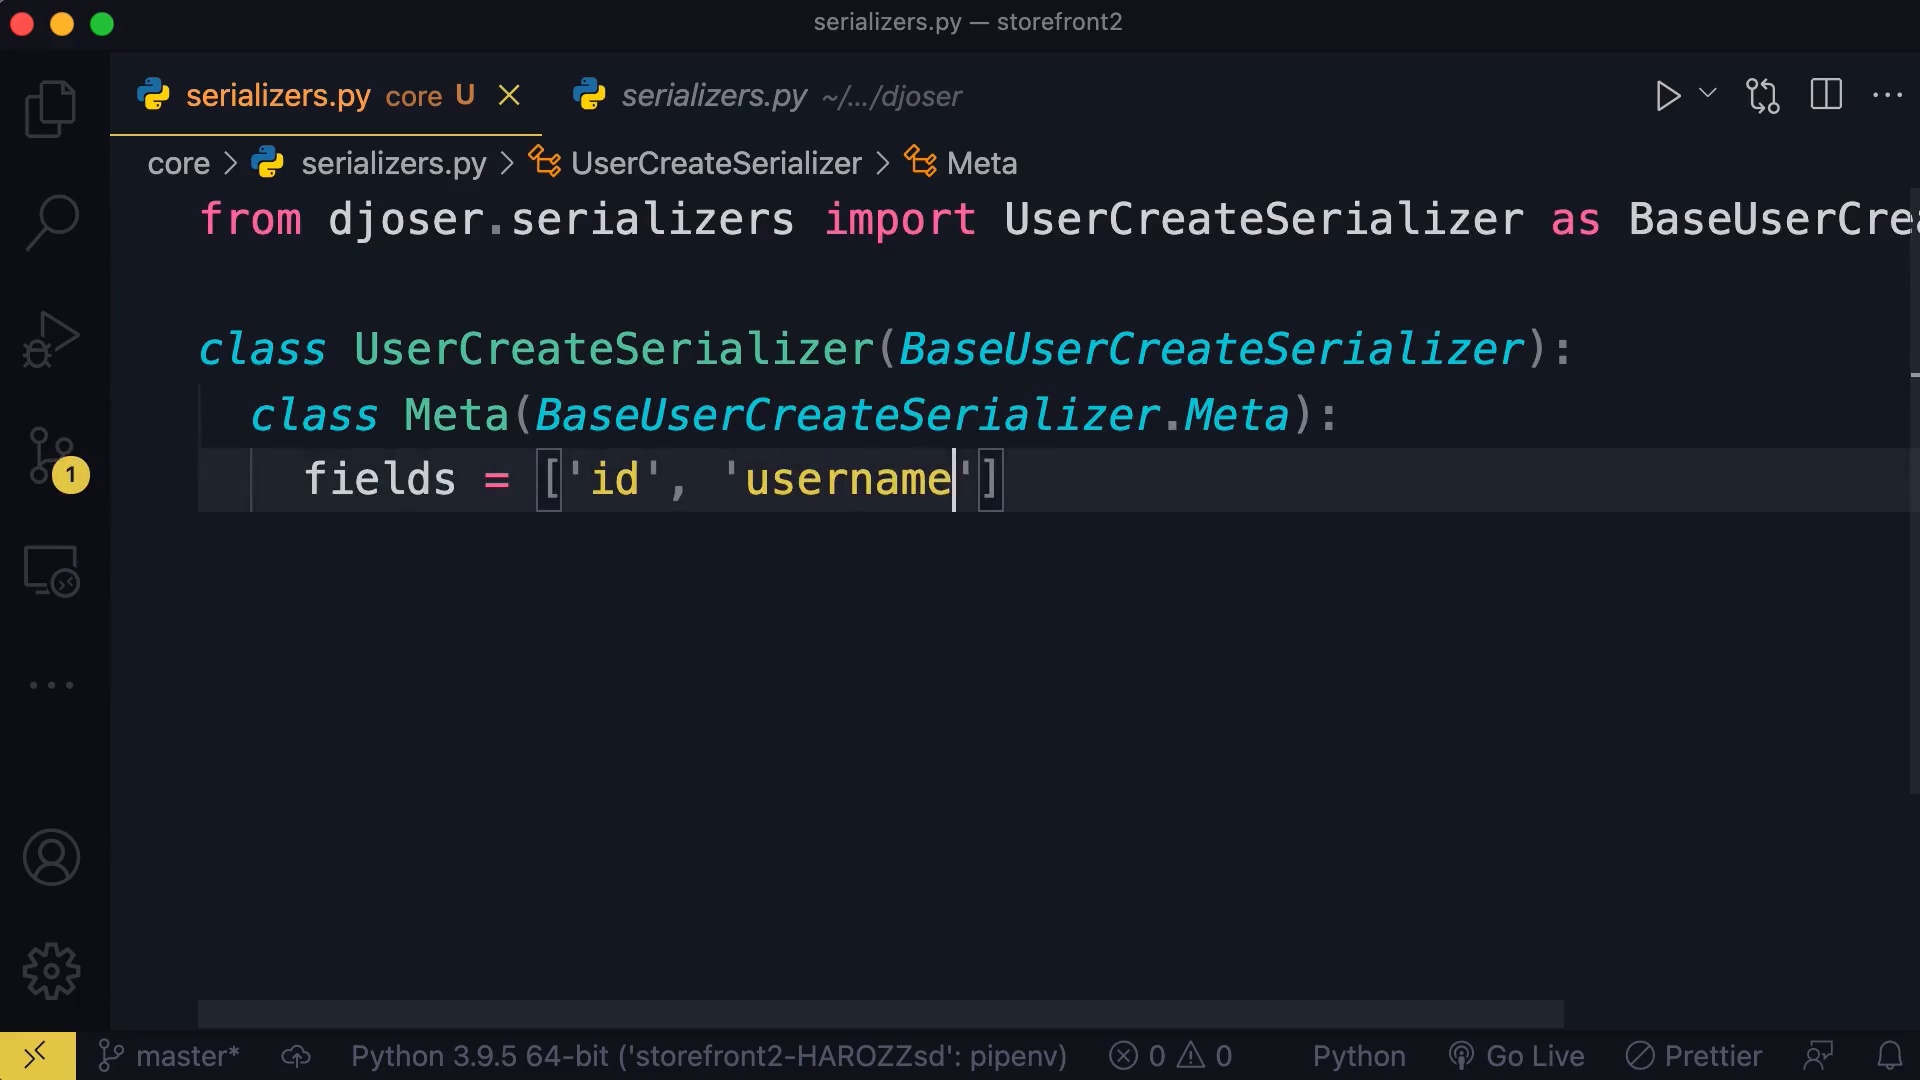 serializers.py — storefront2
serializers.py core U serializers.py ~/.../djoser
core > serializers.py > UserCreateSerializer > Meta
from djoser.serializers import UserCreateSerializer as BaseUserCrea
class UserCreateSerializer(BaseUserCreateSerializer):
class Meta(BaseUserCreateSerializer.Meta):
fields = ['id', 'username']
1
master* Python 3.9.5 64-bit ('storefront2-HAROZZsd': pipenv) 0 0 Python Go Live Prettier